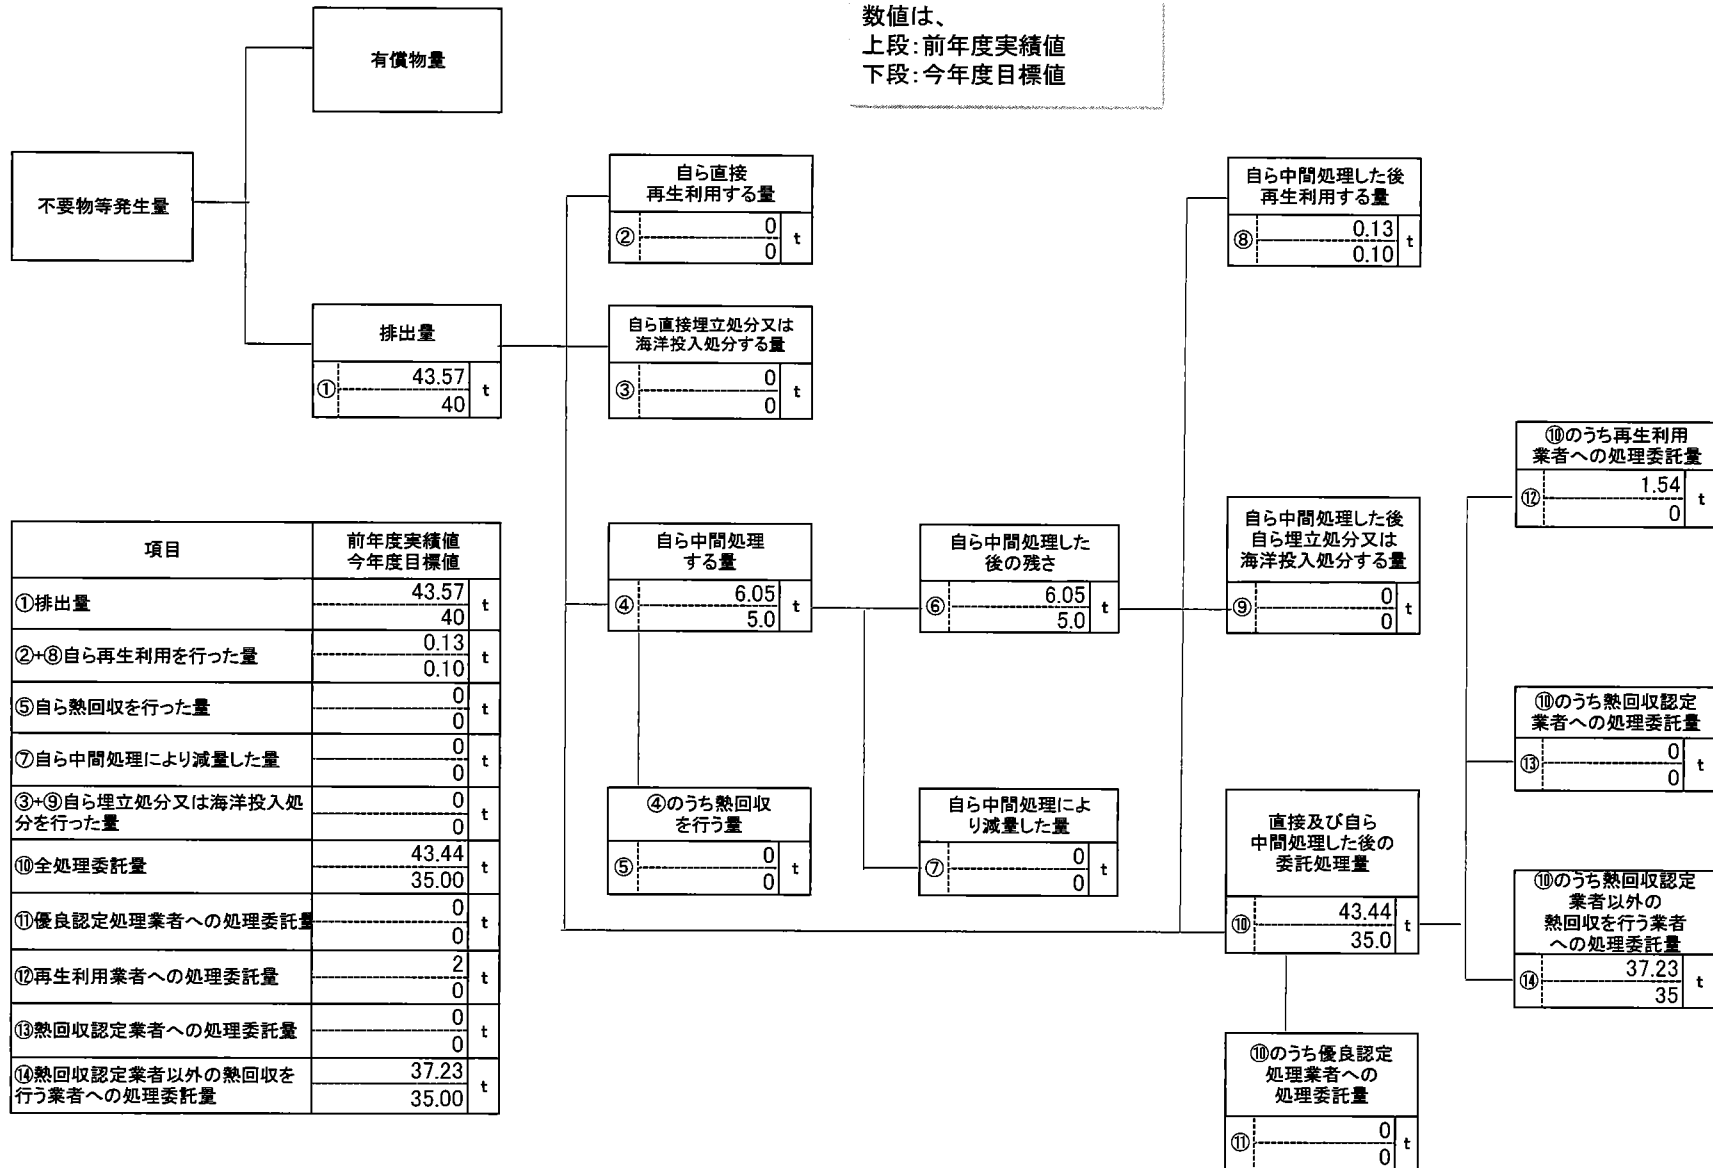 数値は、
上段:前年度実績値
下段:今年度目標値
有償物量
不要物等発生量
排出量
① 43.57 t
40
自ら直接
再生利用する量
② 0 t
0
自ら直接埋立処分又は
海洋投入処分する量
③ 0 t
0
自ら中間処理した後
再生利用する量
⑧ 0.13 t
0.10
自ら中間処理
する量
④ 6.05 t
5.0
自ら中間処理した
後の残さ
⑥ 6.05 t
5.0
自ら中間処理した後
自ら埋立処分又は
海洋投入処分する量
⑨ 0 t
0
④のうち熱回収
を行う量
⑤ 0 t
0
自ら中間処理によ
り減量した量
⑦ 0 t
0
直接及び自ら
中間処理した後の
委託処理量
⑩ 43.44 t
35.0
⑩のうち優良認定
処理業者への
処理委託量
⑪ 0 t
0
⑩のうち再生利用
業者への処理委託量
⑫ 1.54 t
0
⑩のうち熱回収認定
業者への処理委託量
⑬ 0 t
0
⑩のうち熱回収認定
業者以外の
熱回収を行う業者
への処理委託量
⑭ 37.23 t
35
項目 前年度実績値
今年度目標値
①排出量 43.57 t
40
②+⑧自ら再生利用を行った量 0.13 t
0.10
⑤自ら熱回収を行った量 0 t
0
⑦自ら中間処理により減量した量 0 t
0
③+⑨自ら埋立処分又は海洋投入処 0 t
分を行った量 0
⑩全処理委託量 43.44 t
35.00
⑪優良認定処理業者への処理委託量 0 t
0
⑫再生利用業者への処理委託量 2 t
0
⑬熱回収認定業者への処理委託量 0 t
0
⑭熱回収認定業者以外の熱回収を 37.23 t
行う業者への処理委託量 35.00